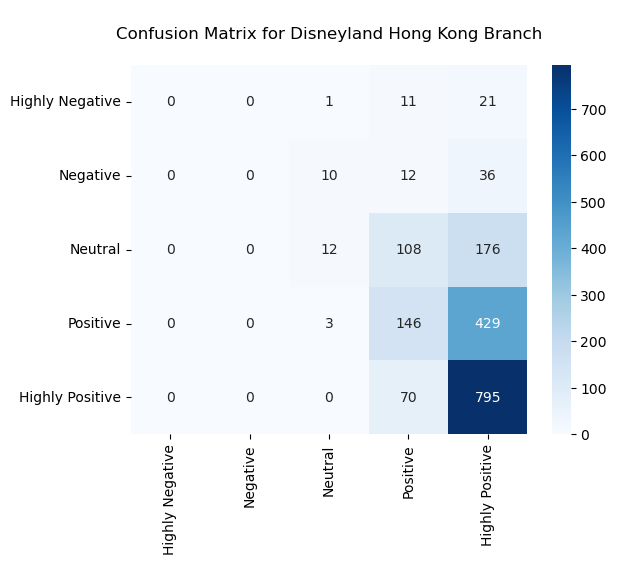 Confusion Matrix for Disneyland Hong Kong Branch
Highly Negative 0 0 1 11 21
Negative 0 0 10 12 36
Neutral 0 0 12 108 176
Positive 0 0 3 146 429
Highly Positive 0 0 0 70 795
Highly Negative
Negative
Neutral
Positive
Highly Positive
700
600
500
400
300
200
100
0